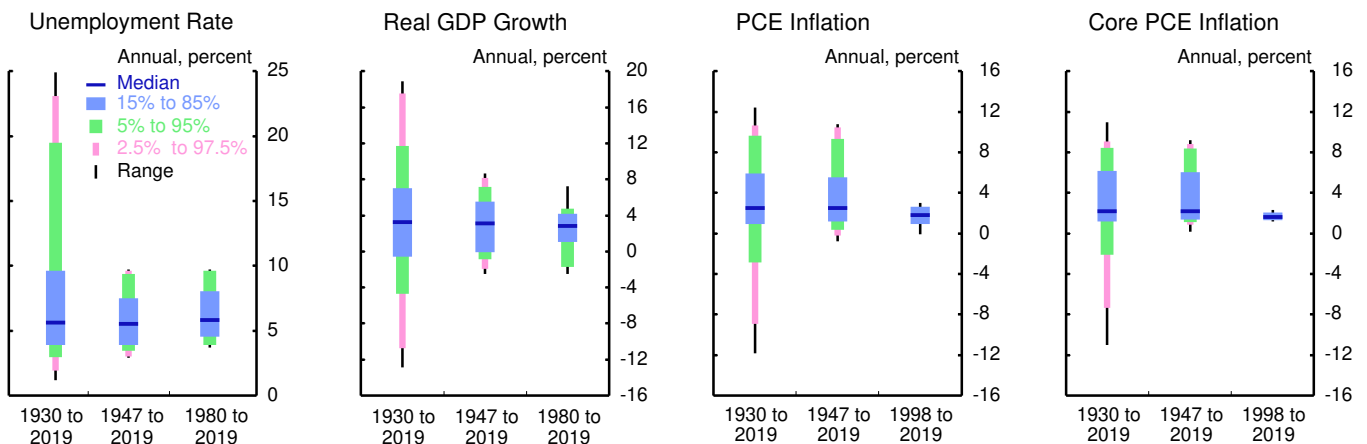 Unemployment Rate
Annual, percent
Median
15% to 85%
5% to 95%
2.5% to 97.5%
Range
25
20
15
10
5
0
1930 to 2019
1947 to 2019
1980 to 2019
Real GDP Growth
Annual, percent
20
16
12
8
4
0
-4
-8
-12
-16
1930 to 2019
1947 to 2019
1980 to 2019
PCE Inflation
Annual, percent
16
12
8
4
0
-4
-8
-12
-16
1930 to 2019
1947 to 2019
1998 to 2019
Core PCE Inflation
Annual, percent
16
12
8
4
0
-4
-8
-12
-16
1930 to 2019
1947 to 2019
1998 to 2019